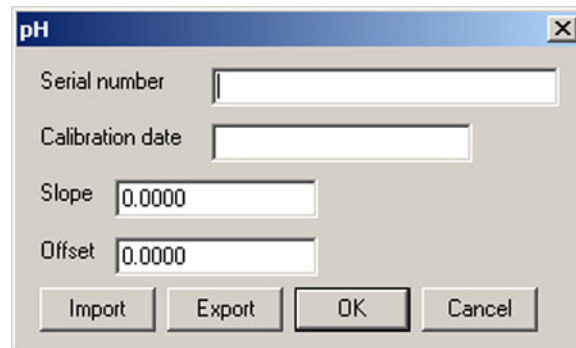 pH
Serial number
Calibration date
Slope 0.0000
Offset 0.0000
Import Export OK Cancel